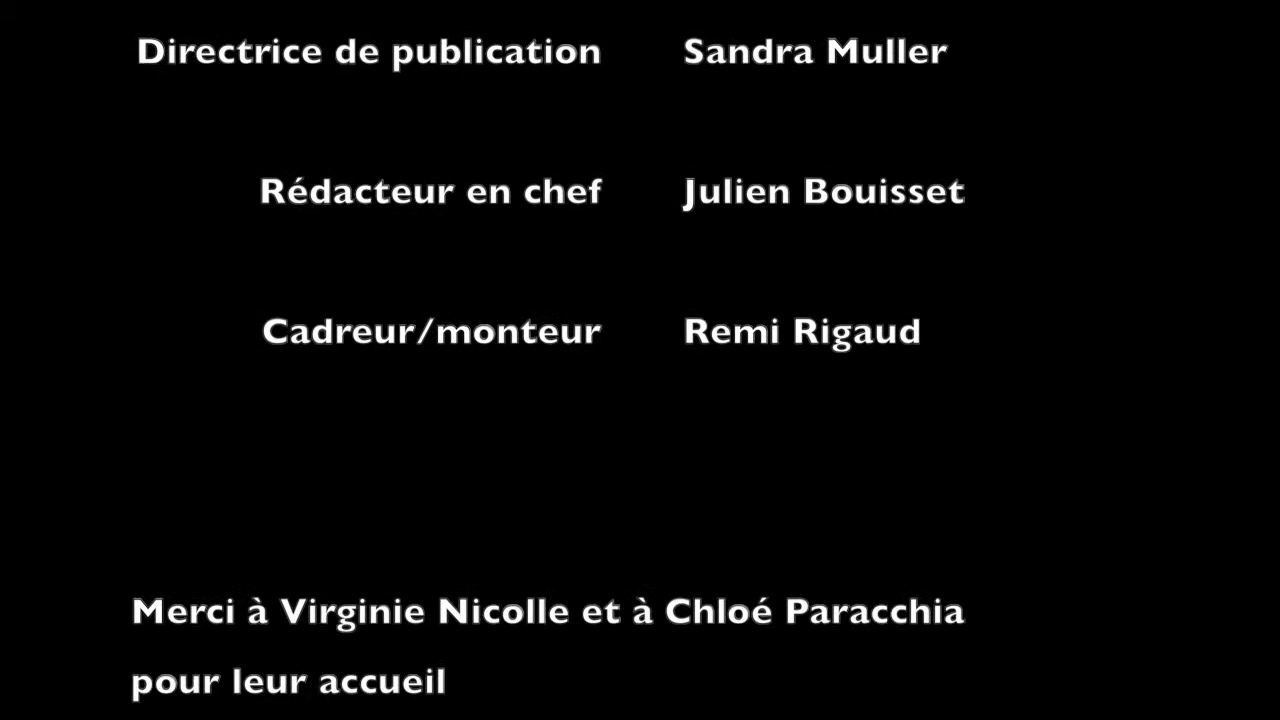 Directrice de publication Sandra Muller
Rédacteur en chef Julien Bouisset
Cadreur/monteur Remi Rigaud
Merci à Virginie Nicolle et à Chloé Paracchia
pour leur accueil